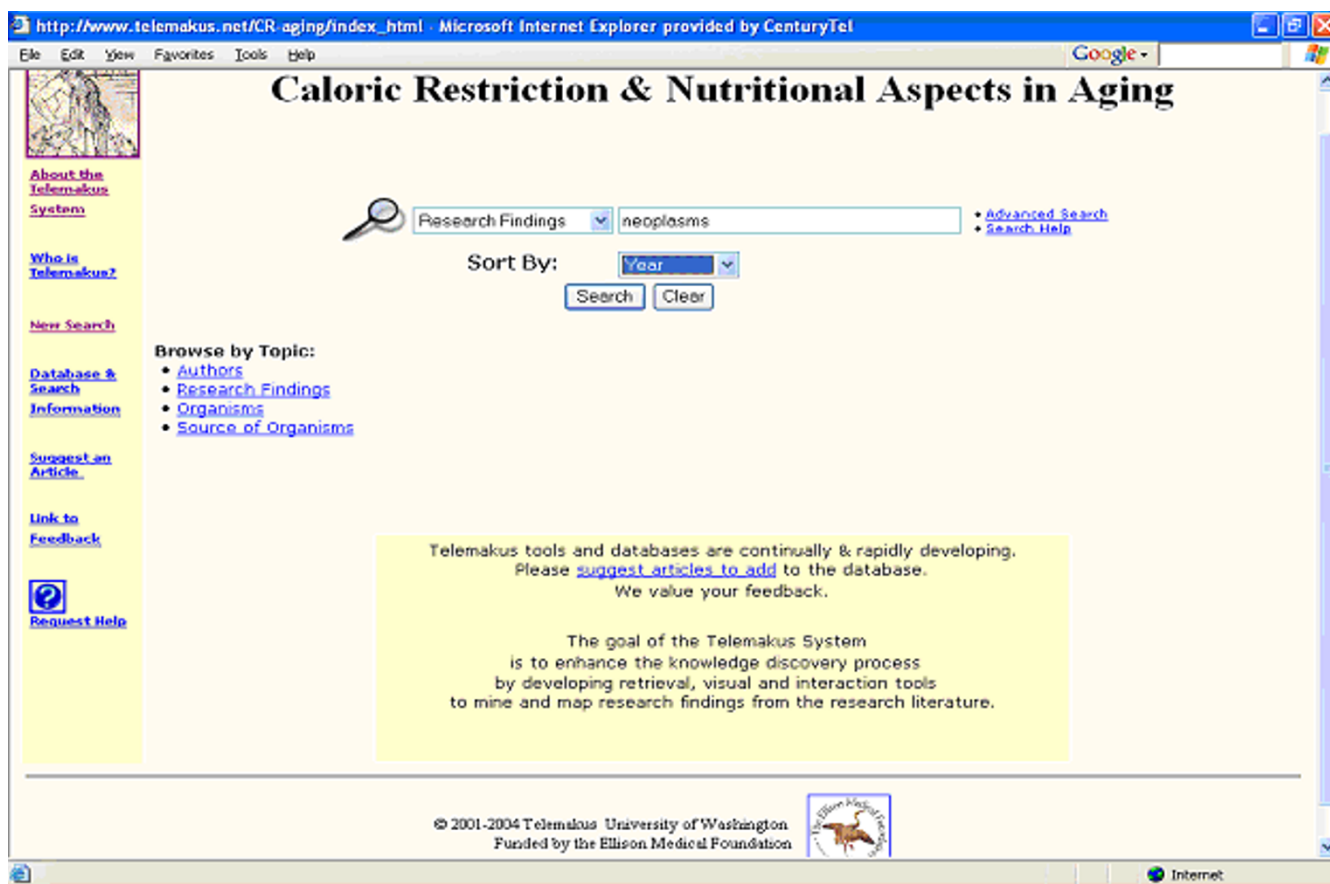 http://www.telemakus.net/CR-aging/index_html - Microsoft Internet Explorer provided by CenturyTel
File Edit View Favorites Tools Help
Google
Caloric Restriction & Nutritional Aspects in Aging
About the
Telemakus
System
Who is
Telemakus?
New Search
Database &
Search
Information
Suggest an
Article.
Link to
Feedback
?
Request Help
Research Findings neoplasms
• Advanced Search
• Search Help
Sort By: Year
Search Clear
Browse by Topic:
• Authors
• Research Findings
• Organisms
• Source of Organisms
Telemakus tools and databases are continually & rapidly developing.
Please suggest articles to add to the database.
We value your feedback.
The goal of the Telemakus System
is to enhance the knowledge discovery process
by developing retrieval, visual and interaction tools
to mine and map research findings from the research literature.
© 2001-2004 Telemakus University of Washington
Funded by the Ellison Medical Foundation
The Ellison Medical Foundation
Internet